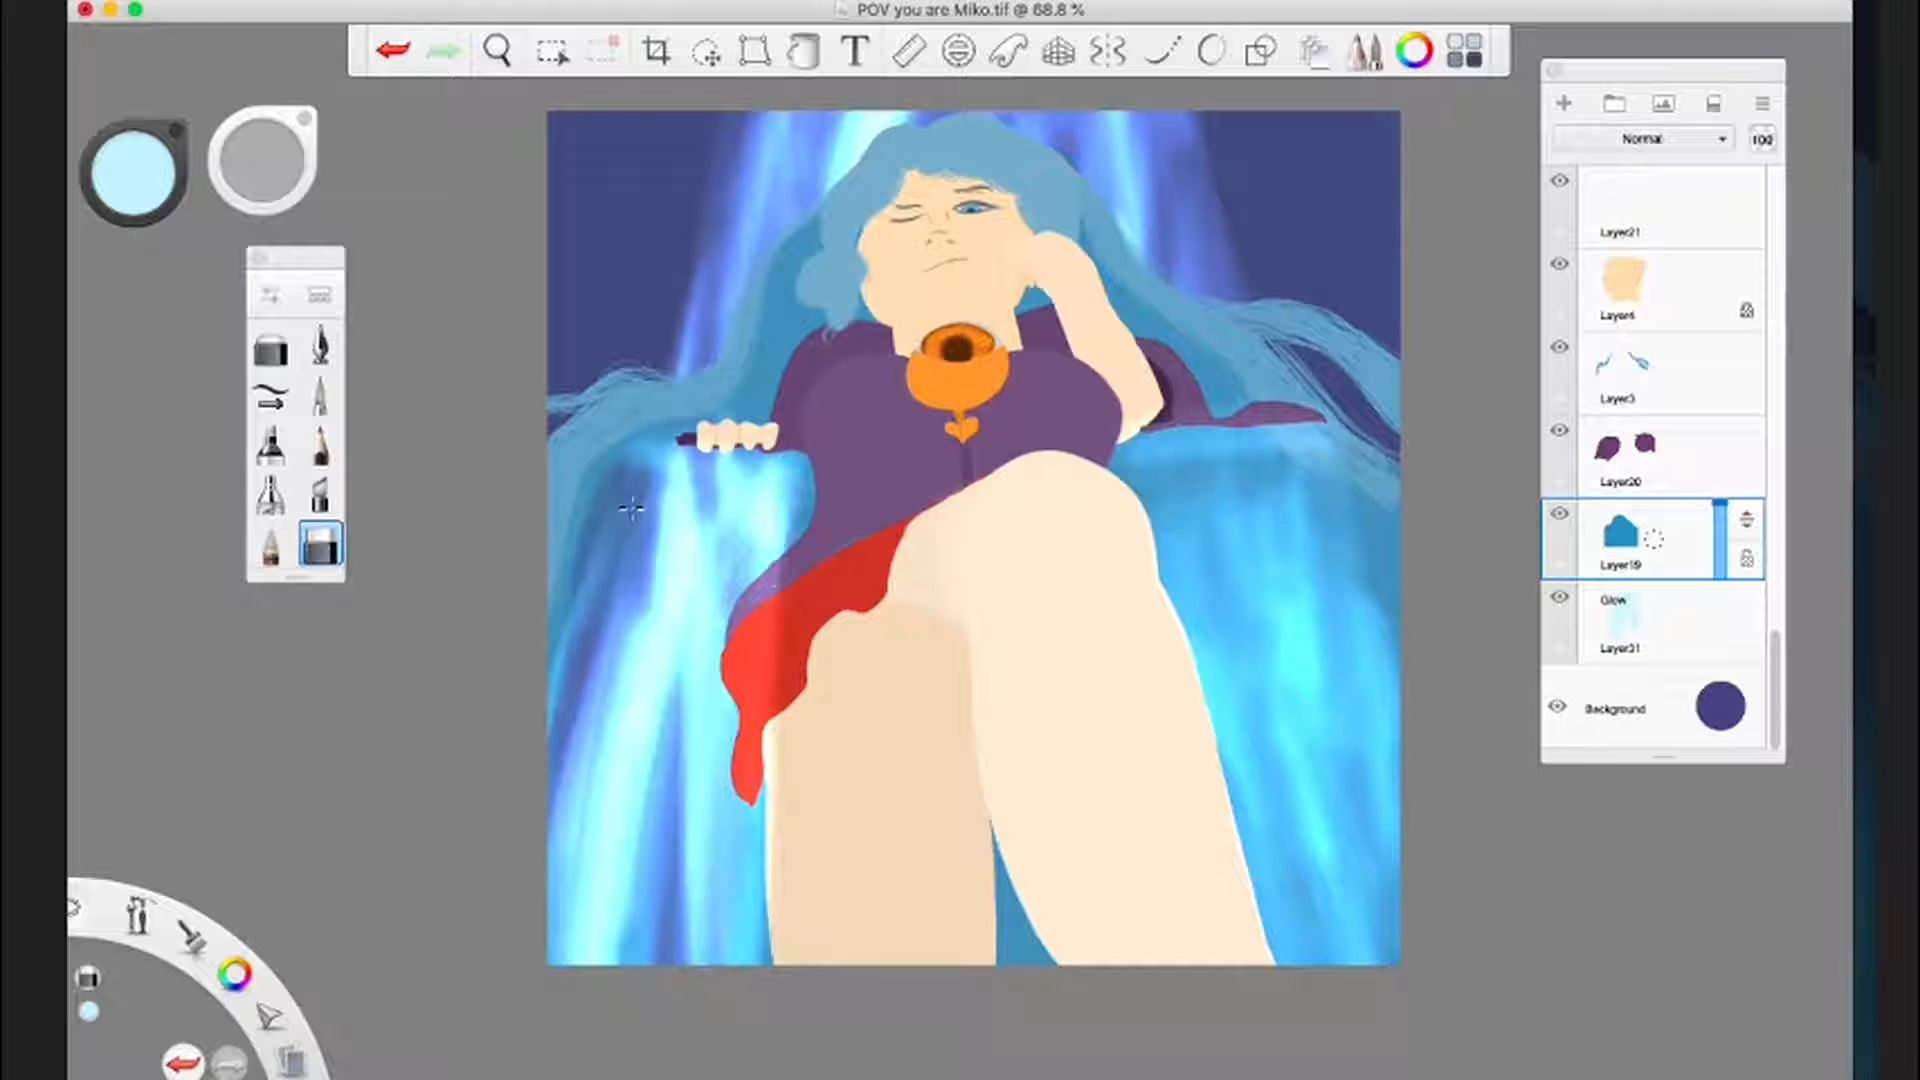 POV you are Miko.tif @ 68.8 %
T
Normal
100
Layer21
Layer4
Layer3
Layer20
Layer19
Glow
Layer31
Background